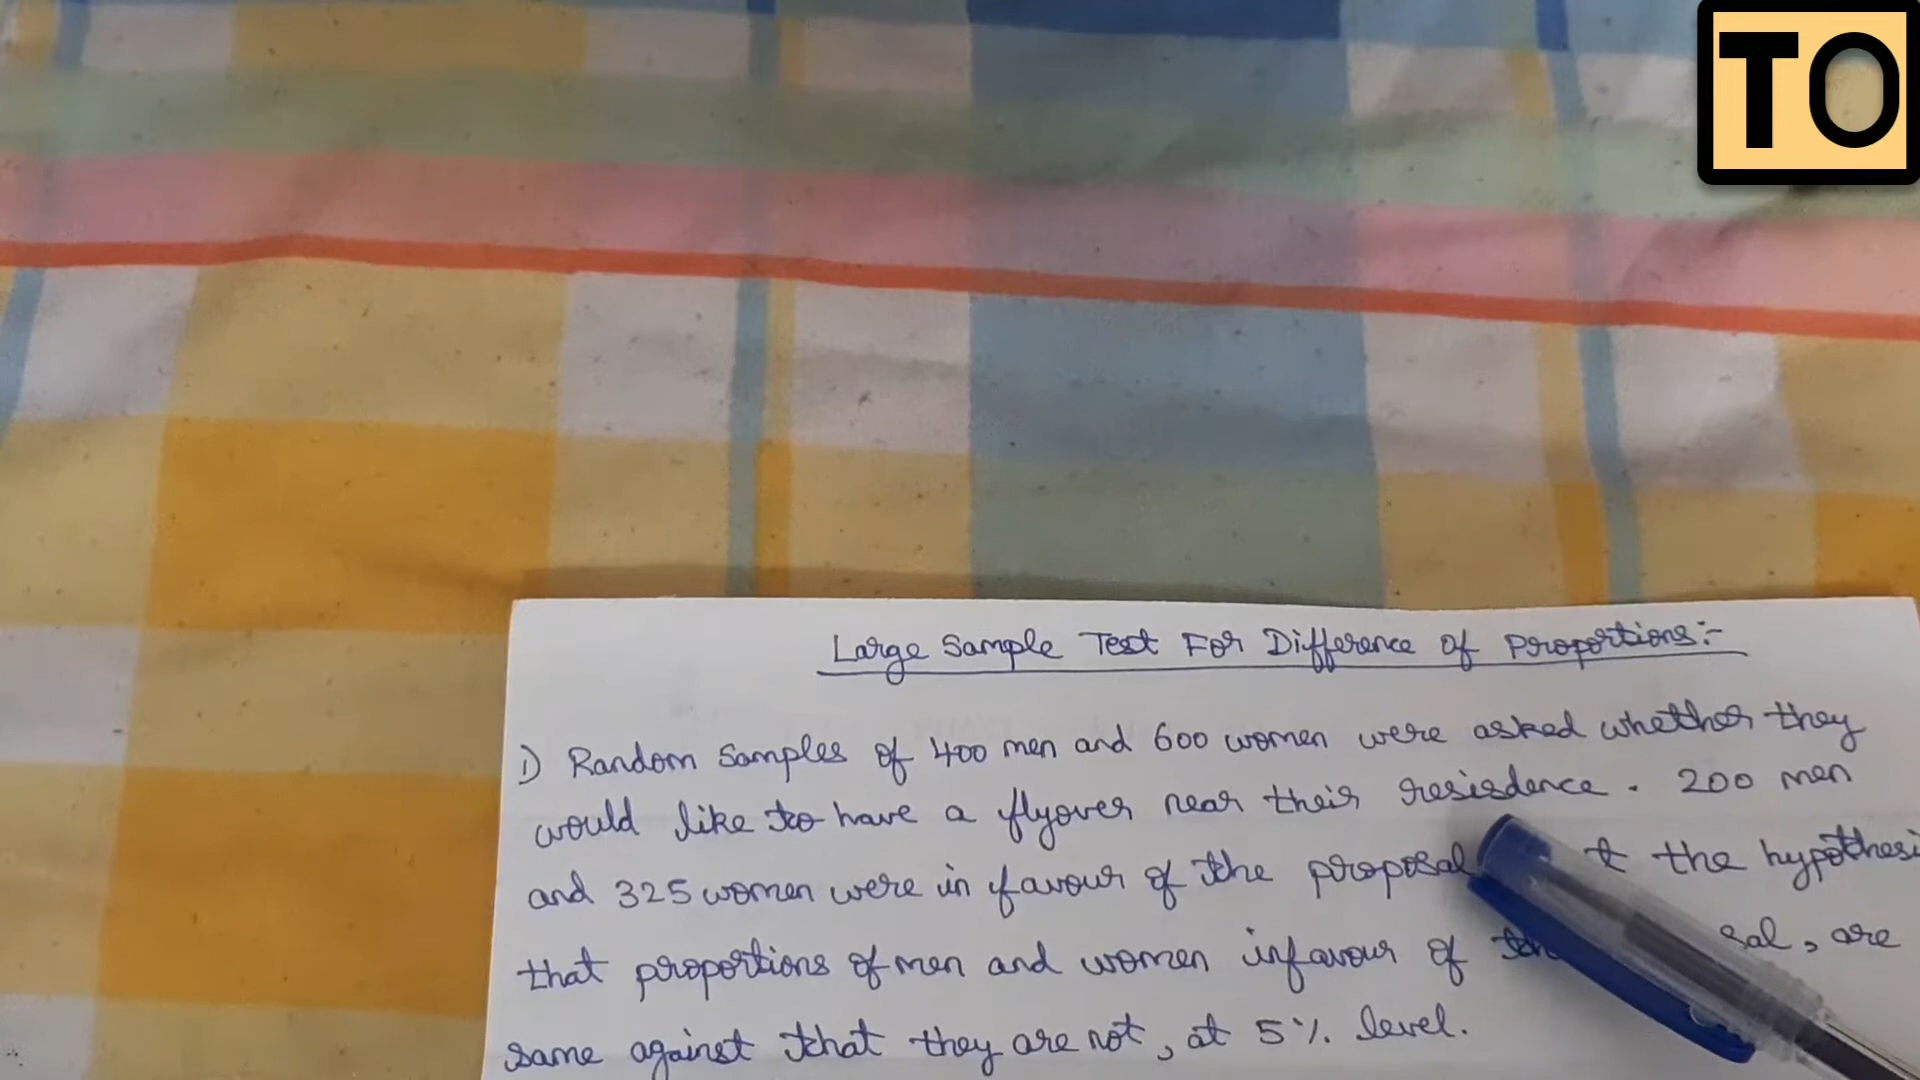 TO
Large Sample Test For Difference of Proportions:-
1) Random Samples of 400 men and 600 women were asked whether they
would like to have a flyover near their resisdence. 200 men
and 325 women were in favour of the proposal the
that proportions of men and women infavour of , are
same against that they are not, at 5% level.